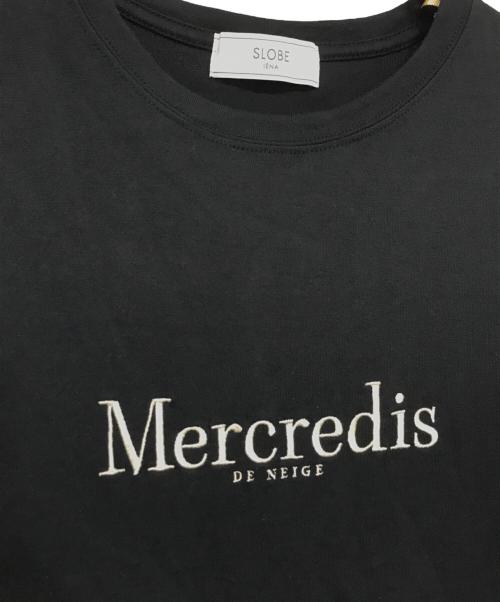 SLOBE
IÉNA
Mercredis
DE NEIGE